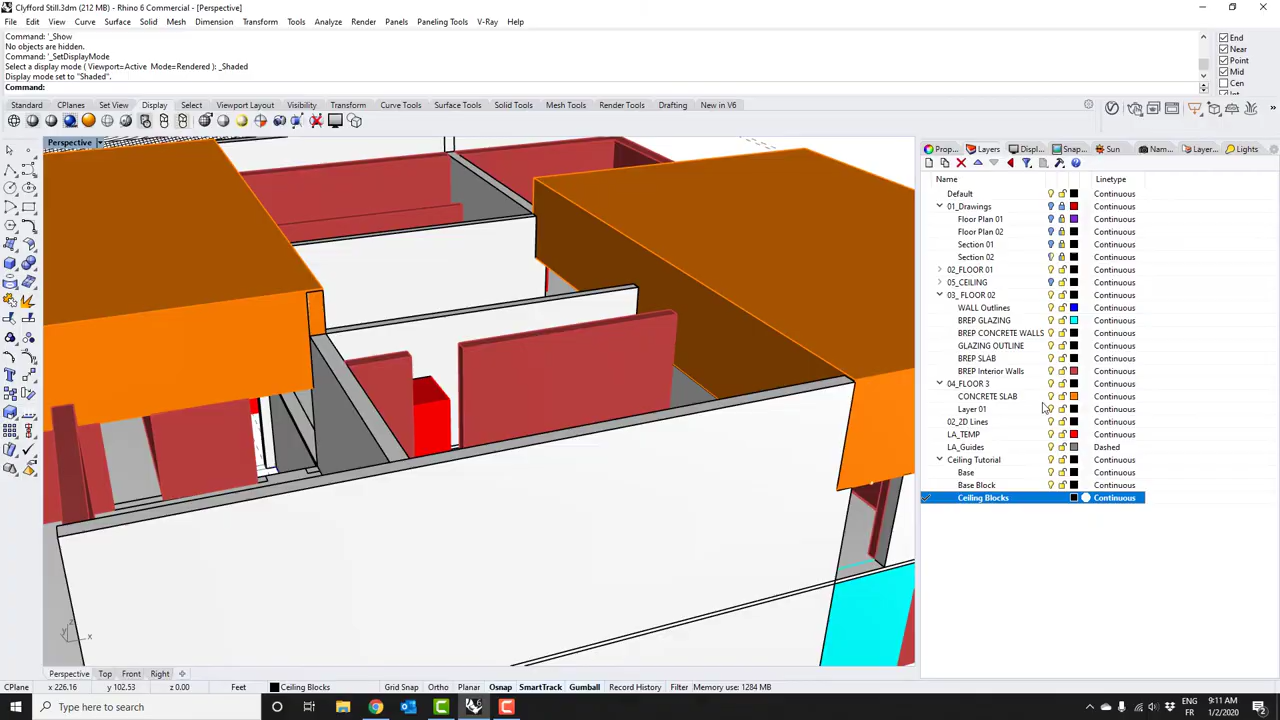 Clyfford Still.3dm (212 MB) - Rhino 6 Commercial - [Perspective]
File Edit View Curve Surface Solid Mesh Dimension Transform Tools Analyze Render Panels Paneling Tools V-Ray Help
Command: '_Show
No objects are hidden.
Command: '_SetDisplayMode
Select a display mode ( Viewport=Active Mode=Rendered ): _Shaded
Display mode set to "Shaded".
Command:
End
Near
Point
Mid
Cen
Standard CPlanes Set View Display Select Viewport Layout Visibility Transform Curve Tools Surface Tools Solid Tools Mesh Tools Render Tools Drafting New in V6
Perspective
Prop... Layers Displ... Snap... Sun Nam... Layer... Lights
Name Linetype
Default Continuous
01_Drawings Continuous
Floor Plan 01 Continuous
Floor Plan 02 Continuous
Section 01 Continuous
Section 02 Continuous
02_FLOOR 01 Continuous
05_CEILING Continuous
03_ FLOOR 02 Continuous
WALL Outlines Continuous
BREP GLAZING Continuous
BREP CONCRETE WALLS Continuous
GLAZING OUTLINE Continuous
BREP SLAB Continuous
BREP Interior Walls Continuous
04_FLOOR 3 Continuous
CONCRETE SLAB Continuous
Layer 01 Continuous
02_2D Lines Continuous
LA_TEMP Continuous
LA_Guides Dashed
Ceiling Tutorial Continuous
Base Continuous
Base Block Continuous
Ceiling Blocks Continuous
z
y
x
Perspective Top Front Right
CPlane x 226.16 y 102.53 z 0.00 Feet Ceiling Blocks Grid Snap Ortho Planar Osnap SmartTrack Gumball Record History Filter Memory use: 1284 MB
Type here to search
ENG
FR
9:11 AM
1/2/2020
2